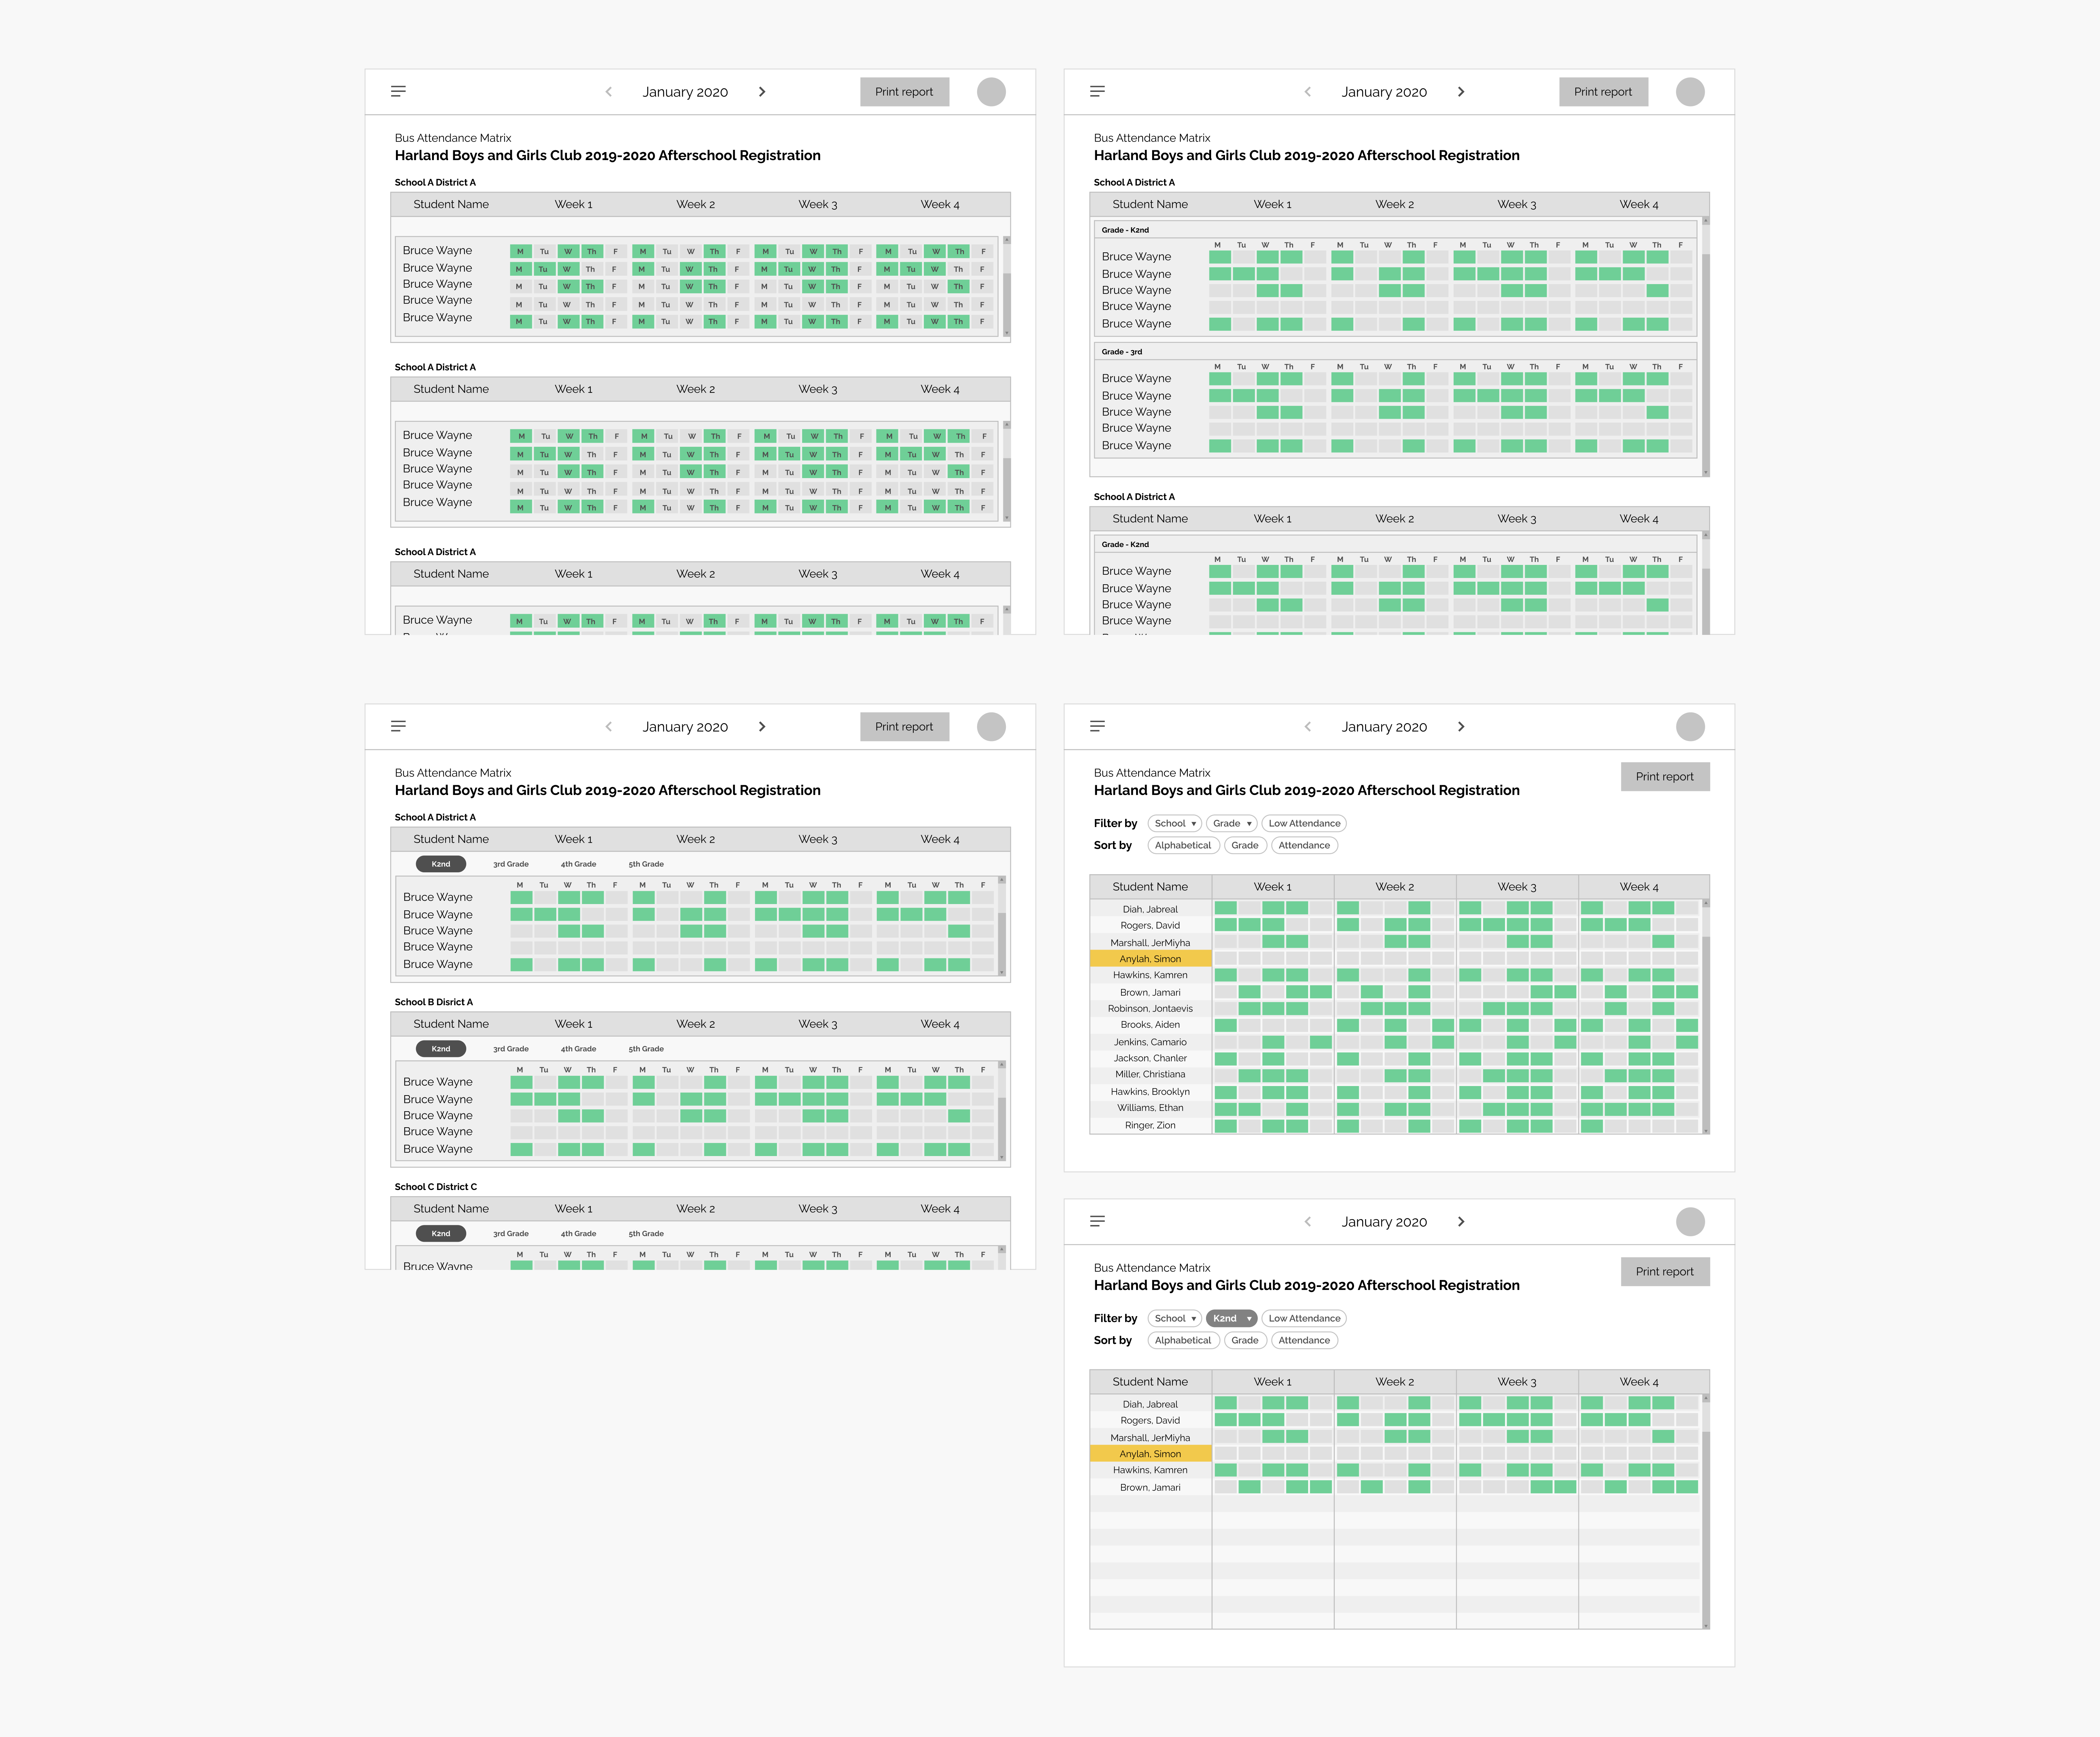 January 2020 Print report
Bus Attendance Matrix
Harland Boys and Girls Club 2019-2020 Afterschool Registration
School A District A
Student Name Week 1 Week 2 Week 3 Week 4
Bruce Wayne M Tu W Th F M Tu W Th F M Tu W Th F M Tu W Th F
Bruce Wayne M Tu W Th F M Tu W Th F M Tu W Th F M Tu W Th F
Bruce Wayne M Tu W Th F M Tu W Th F M Tu W Th F M Tu W Th F
Bruce Wayne M Tu W Th F M Tu W Th F M Tu W Th F M Tu W Th F
Bruce Wayne M Tu W Th F M Tu W Th F M Tu W Th F M Tu W Th F
School A District A
Student Name Week 1 Week 2 Week 3 Week 4
Bruce Wayne M Tu W Th F M Tu W Th F M Tu W Th F M Tu W Th F
Bruce Wayne M Tu W Th F M Tu W Th F M Tu W Th F M Tu W Th F
Bruce Wayne M Tu W Th F M Tu W Th F M Tu W Th F M Tu W Th F
Bruce Wayne M Tu W Th F M Tu W Th F M Tu W Th F M Tu W Th F
Bruce Wayne M Tu W Th F M Tu W Th F M Tu W Th F M Tu W Th F
School A District A
Student Name Week 1 Week 2 Week 3 Week 4
Bruce Wayne M Tu W Th F M Tu W Th F M Tu W Th F M Tu W Th F
January 2020 Print report
Bus Attendance Matrix
Harland Boys and Girls Club 2019-2020 Afterschool Registration
School A District A
Student Name Week 1 Week 2 Week 3 Week 4
Grade - K2nd
M Tu W Th F M Tu W Th F M Tu W Th F M Tu W Th F
Bruce Wayne
Bruce Wayne
Bruce Wayne
Bruce Wayne
Bruce Wayne
Grade - 3rd
M Tu W Th F M Tu W Th F M Tu W Th F M Tu W Th F
Bruce Wayne
Bruce Wayne
Bruce Wayne
Bruce Wayne
Bruce Wayne
School A District A
Student Name Week 1 Week 2 Week 3 Week 4
Grade - K2nd
M Tu W Th F M Tu W Th F M Tu W Th F M Tu W Th F
Bruce Wayne
Bruce Wayne
Bruce Wayne
Bruce Wayne
January 2020 Print report
Bus Attendance Matrix
Harland Boys and Girls Club 2019-2020 Afterschool Registration
School A District A
Student Name Week 1 Week 2 Week 3 Week 4
K2nd 3rd Grade 4th Grade 5th Grade
M Tu W Th F M Tu W Th F M Tu W Th F M Tu W Th F
Bruce Wayne
Bruce Wayne
Bruce Wayne
Bruce Wayne
Bruce Wayne
School B Disrict A
Student Name Week 1 Week 2 Week 3 Week 4
K2nd 3rd Grade 4th Grade 5th Grade
M Tu W Th F M Tu W Th F M Tu W Th F M Tu W Th F
Bruce Wayne
Bruce Wayne
Bruce Wayne
Bruce Wayne
Bruce Wayne
School C District C
Student Name Week 1 Week 2 Week 3 Week 4
K2nd 3rd Grade 4th Grade 5th Grade
M Tu W Th F M Tu W Th F M Tu W Th F M Tu W Th F
Bruce Wayne
January 2020
Bus Attendance Matrix Print report
Harland Boys and Girls Club 2019-2020 Afterschool Registration
Filter by School Grade Low Attendance
Sort by Alphabetical Grade Attendance
Student Name Week 1 Week 2 Week 3 Week 4
Diah, Jabreal
Rogers, David
Marshall, JerMiyha
Anylah, Simon
Hawkins, Kamren
Brown, Jamari
Robinson, Jontaevis
Brooks, Aiden
Jenkins, Camario
Jackson, Chanler
Miller, Christiana
Hawkins, Brooklyn
Williams, Ethan
Ringer, Zion
January 2020
Bus Attendance Matrix Print report
Harland Boys and Girls Club 2019-2020 Afterschool Registration
Filter by School K2nd Low Attendance
Sort by Alphabetical Grade Attendance
Student Name Week 1 Week 2 Week 3 Week 4
Diah, Jabreal
Rogers, David
Marshall, JerMiyha
Anylah, Simon
Hawkins, Kamren
Brown, Jamari